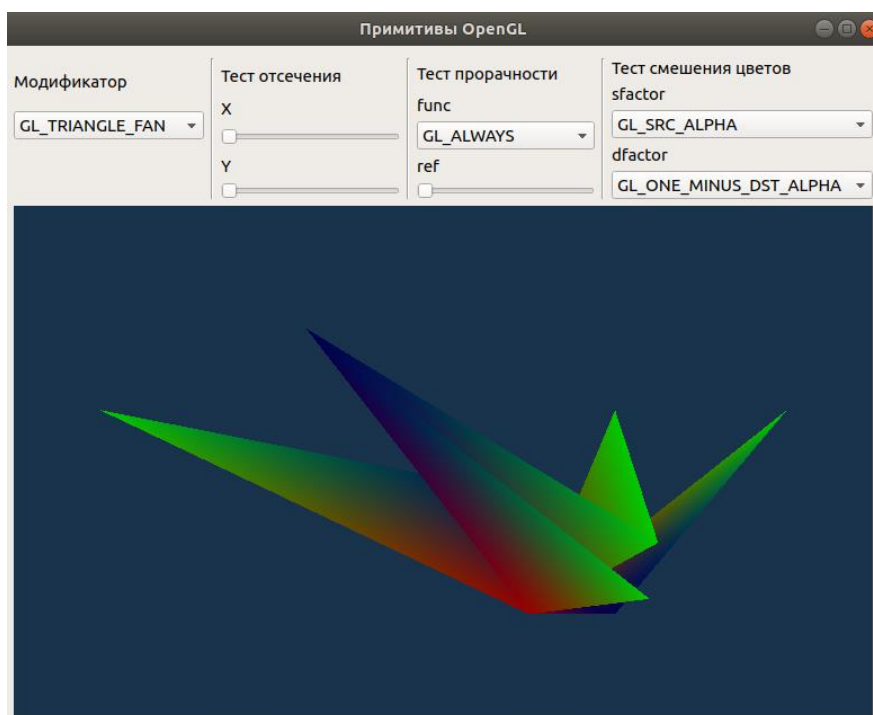 Примитивы OpenGL
Модификатор
GL_TRIANGLE_FAN
Тест отсечения
X
Y
Тест прорачности
func
GL_ALWAYS
ref
Тест смешения цветов
sfactor
GL_SRC_ALPHA
dfactor
GL_ONE_MINUS_DST_ALPHA